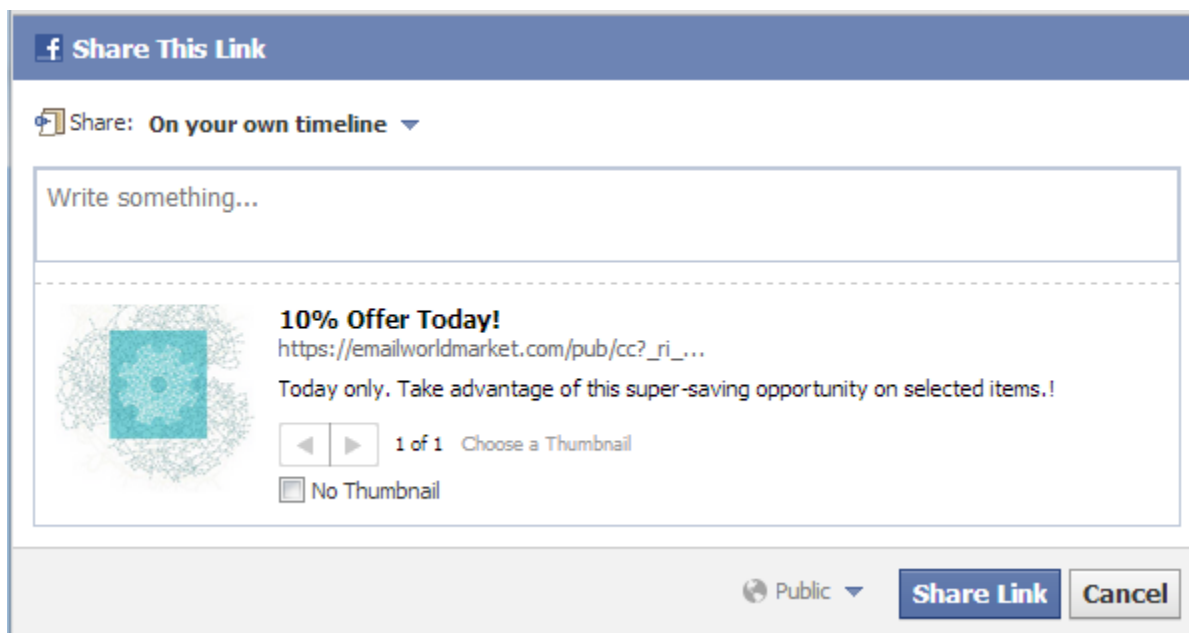 f Share This Link
Share: On your own timeline
Write something...
10% Offer Today!
https://emailworldmarket.com/pub/cc?_ri_...
Today only. Take advantage of this super-saving opportunity on selected items.!
1 of 1 Choose a Thumbnail
No Thumbnail
Public Share Link Cancel